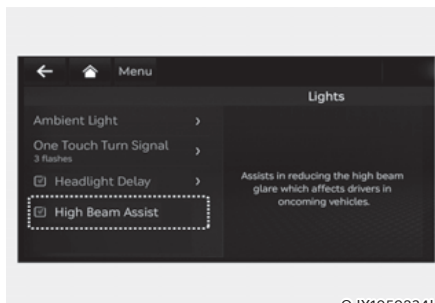 Menu
Lights
Ambient Light
One Touch Turn Signal
3 flashes
Headlight Delay
High Beam Assist
Assists in reducing the high beam
glare which affects drivers in
oncoming vehicles.